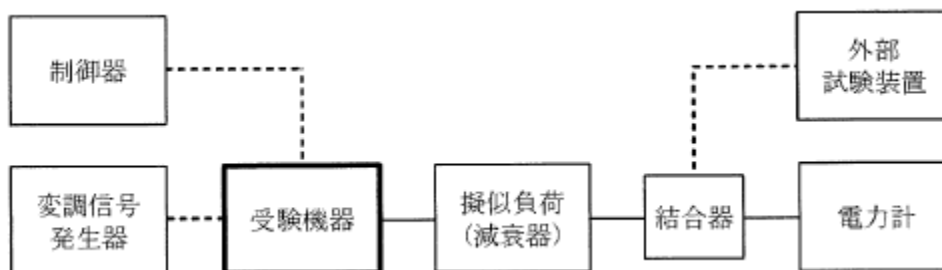 制御器
外部
試験装置
変調信号
発生器
受験機器
擬似負荷
(減衰器)
結合器
電力計